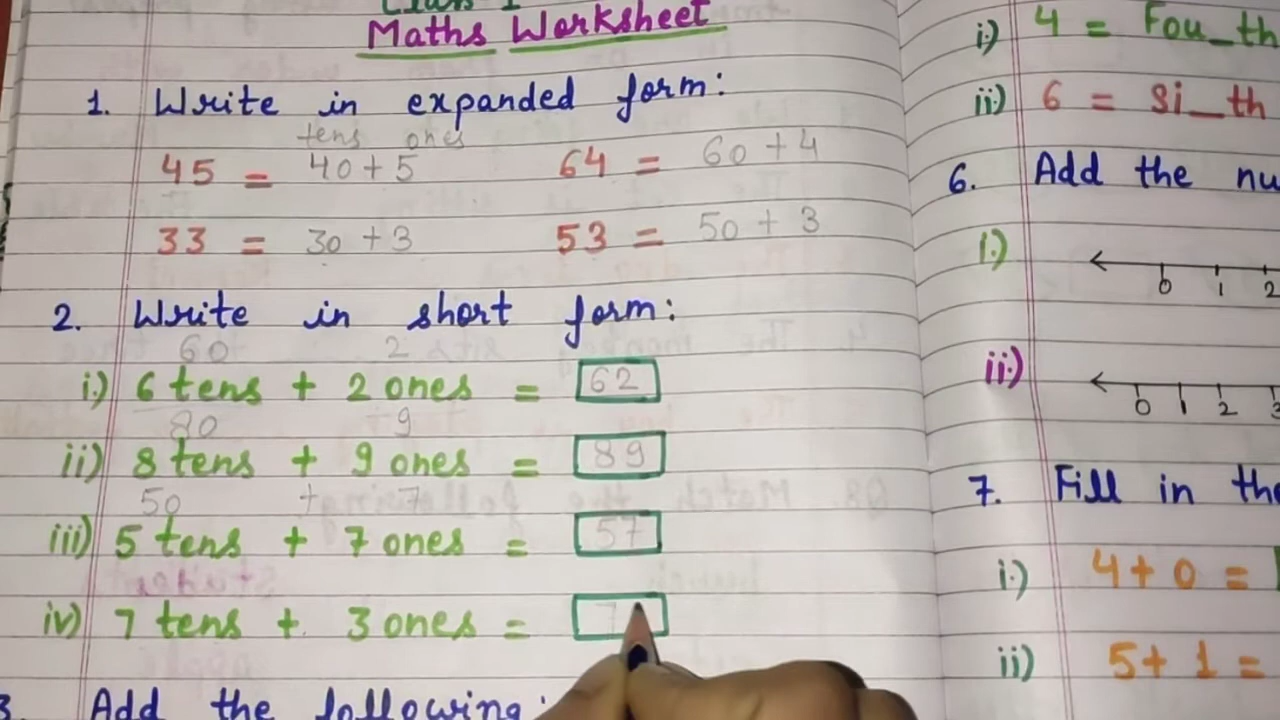 Class 1
Maths Worksheet
1. Write in expanded form:
tens ones
45 = 40+5 64 = 60+4
33 = 30+3 53 = 50+3
2. Write in short form:
60 2
i.) 6 tens + 2 ones = 62
80 9
ii) 8 tens + 9 ones = 89
50 + 7
iii) 5 tens + 7 ones = 57
iv) 7 tens + 3 ones = 7
3. Add the following:
i.) 4 = Fou_th
ii.) 6 = Si_th
6. Add the nu
i.)
0 1 2
ii.)
0 1 2 3
7. Fill in the
i.) 4+0 =
ii) 5+1 =